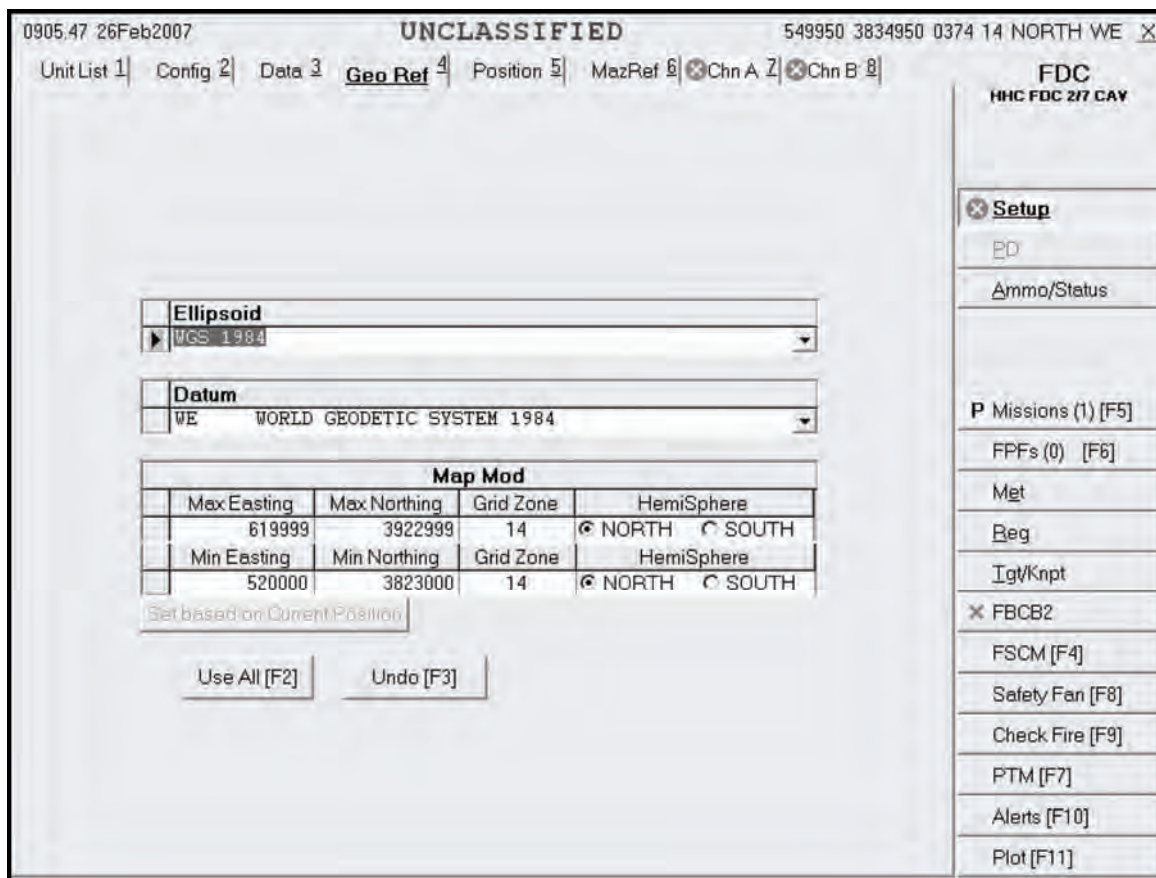 0905:47 26Feb2007 UNCLASSIFIED 549950 3834950 0374 14 NORTH WE X
Unit List 1 Config 2 Data 3 Geo Ref 4 Position 5 MazRef 6 Chn A 7 Chn B 8
FDC
HHC FDC 2/7 CAV
Setup
PD
Ammo/Status
Ellipsoid
WGS 1984
Datum
WE WORLD GEODETIC SYSTEM 1984
Map Mod
Max Easting Max Northing Grid Zone HemiSphere
619999 3922999 14 NORTH SOUTH
Min Easting Min Northing Grid Zone HemiSphere
520000 3823000 14 NORTH SOUTH
Set based on Current Position
Use All [F2] Undo [F3]
P Missions (1) [F5]
FPFs (0) [F6]
Met
Reg
Tgt/Knpt
FBCB2
FSCM [F4]
Safety Fan [F8]
Check Fire [F9]
PTM [F7]
Alerts [F10]
Plot [F11]